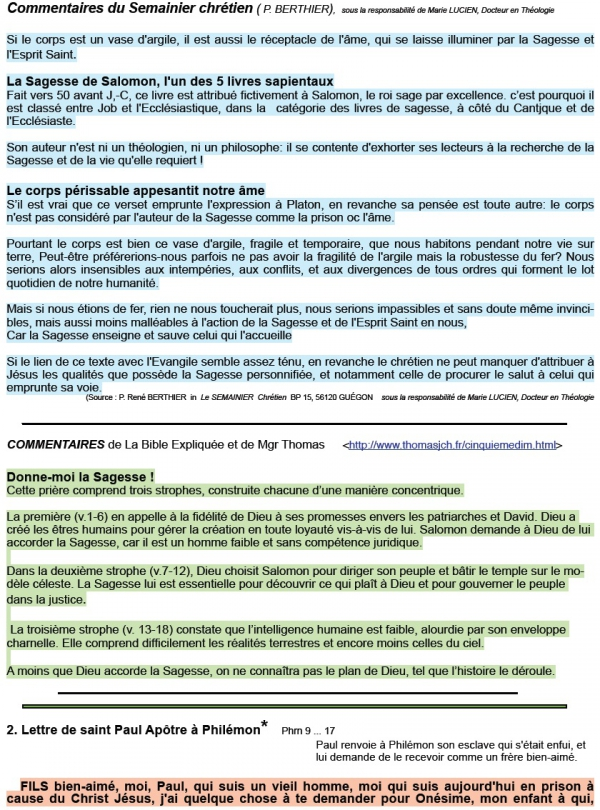 Commentaires du Semainier chrétien ( P. BERTHIER), sous la responsabilité de Marie LUCIEN, Docteur en Théologie
Si le corps est un vase d'argile, il est aussi le réceptacle de l'âme, qui se laisse illuminer par la Sagesse et
l'Esprit Saint.
La Sagesse de Salomon, l'un des 5 livres sapientaux
Fait vers 50 avant J,-C, ce livre est attribué fictivement à Salomon, le roi sage par excellence. c'est pourquoi il
est classé entre Job et l'Ecclésiastique, dans la catégorie des livres de sagesse, à côté du Cantjque et de
l'Ecclésiaste.
Son auteur n'est ni un théologien, ni un philosophe: il se contente d'exhorter ses lecteurs à la recherche de la
Sagesse et de la vie qu'elle requiert !
Le corps périssable appesantit notre âme
S'il est vrai que ce verset emprunte l'expression à Platon, en revanche sa pensée est toute autre: le corps
n'est pas considéré par l'auteur de la Sagesse comme la prison oc l'âme.
Pourtant le corps est bien ce vase d'argile, fragile et temporaire, que nous habitons pendant notre vie sur
terre, Peut-être préférerions-nous parfois ne pas avoir la fragilité de l'argile mais la robustesse du fer? Nous
serions alors insensibles aux intempéries, aux conflits, et aux divergences de tous ordres qui forment le lot
quotidien de notre humanité.
Mais si nous étions de fer, rien ne nous toucherait plus, nous serions impassibles et sans doute même invinci-
bles, mais aussi moins malléables à l'action de la Sagesse et de l'Esprit Saint en nous,
Car la Sagesse enseigne et sauve celui qui l'accueille
Si le lien de ce texte avec l'Evangile semble assez ténu, en revanche le chrétien ne peut manquer d'attribuer à
Jésus les qualités que possède la Sagesse personnifiée, et notamment celle de procurer le salut à celui qui
emprunte sa voie.
(Source : P. René BERTHIER in Le SEMAINIER Chrétien BP 15, 56120 GUÉGON sous la responsabilité de Marie LUCIEN, Docteur en Théologie
COMMENTAIRES de La Bible Expliquée et de Mgr Thomas <http://www.thomasjch.fr/cinquiemedim.html>
Donne-moi la Sagesse !
Cette prière comprend trois strophes, construite chacune d'une manière concentrique.
La première (v.1-6) en appelle à la fidélité de Dieu à ses promesses envers les patriarches et David. Dieu a
créé les êtres humains pour gérer la création en toute loyauté vis-à-vis de lui. Salomon demande à Dieu de lui
accorder la Sagesse, car il est un homme faible et sans compétence juridique.
Dans la deuxième strophe (v.7-12), Dieu choisit Salomon pour diriger son peuple et bâtir le temple sur le mo-
dèle céleste. La Sagesse lui est essentielle pour découvrir ce qui plaît à Dieu et pour gouverner le peuple
dans la justice.
La troisième strophe (v. 13-18) constate que l'intelligence humaine est faible, alourdie par son enveloppe
charnelle. Elle comprend difficilement les réalités terrestres et encore moins celles du ciel.
A moins que Dieu accorde la Sagesse, on ne connaîtra pas le plan de Dieu, tel que l'histoire le déroule.
2. Lettre de saint Paul Apôtre à Philémon* Phrn 9 ... 17
Paul renvoie à Philémon son esclave qui s'était enfui, et
lui demande de le recevoir comme un frère bien-aimé.
FILS bien-aimé, moi, Paul, qui suis un vieil homme, moi qui suis aujourd'hui en prison à
cause du Christ Jésus, j'ai quelque chose à te demander pour Onésime, mon enfant à qui,